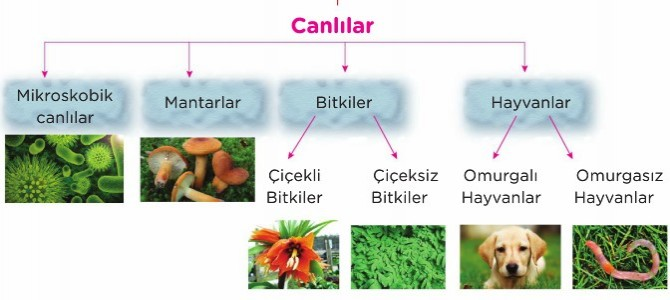 Canlılar
Mikroskobik
canlılar
Mantarlar
Bitkiler
Hayvanlar
Çiçekli
Bitkiler
Çiçeksiz
Bitkiler
Omurgalı
Hayvanlar
Omurgasız
Hayvanlar